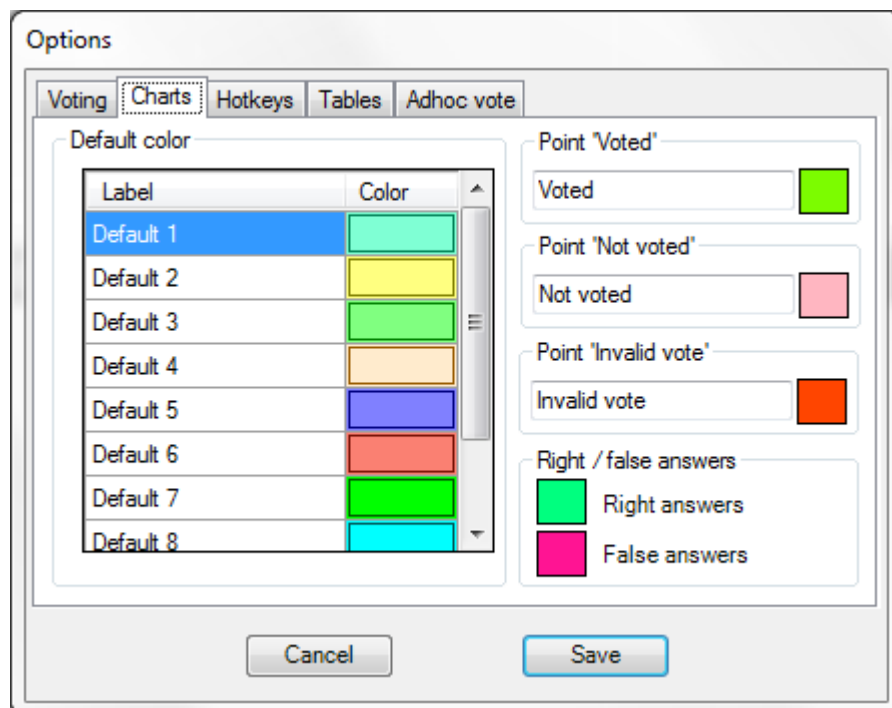 Options
Voting Charts Hotkeys Tables Adhoc vote
Default color
Label Color
Default 1
Default 2
Default 3
Default 4
Default 5
Default 6
Default 7
Default 8
Point "Voted"
Voted
Point "Not voted"
Not voted
Point "Invalid vote"
Invalid vote
Right / false answers
Right answers
False answers
Cancel Save